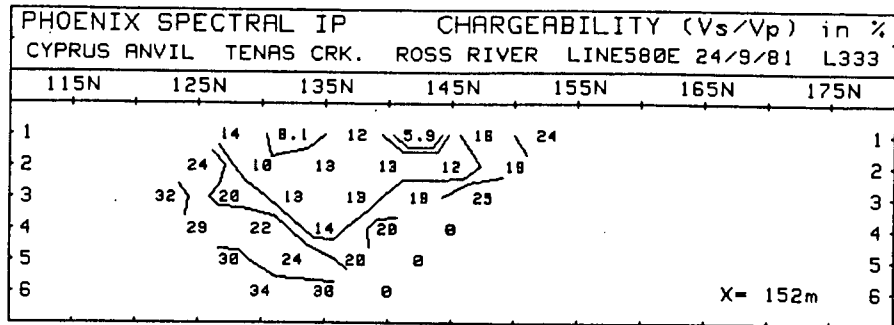 PHOENIX SPECTRAL IP CHARGEABILITY (Vs/Vp) in %
CYPRUS ANVIL TENAS CRK. ROSS RIVER LINE580E 24/9/81 L333
115N 125N 135N 145N 155N 165N 175N
1 14 8.1 12 5.9 18 24 1
2 24 10 13 13 12 18 2
3 32 20 13 18 19 25 3
4 29 22 14 20 0 4
5 30 24 20 0 5
6 34 30 0 X= 152m 6